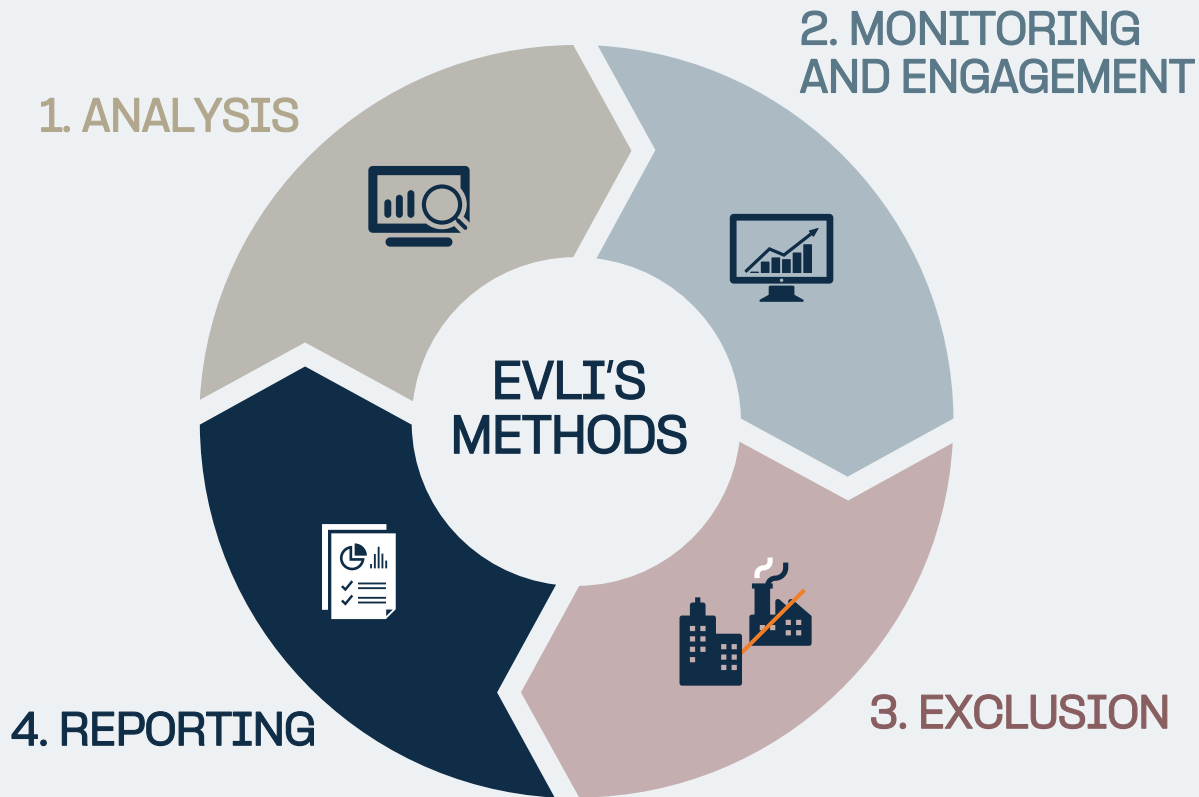 1. ANALYSIS
2. MONITORING
AND ENGAGEMENT
EVLI’S
METHODS
3. EXCLUSION
4. REPORTING